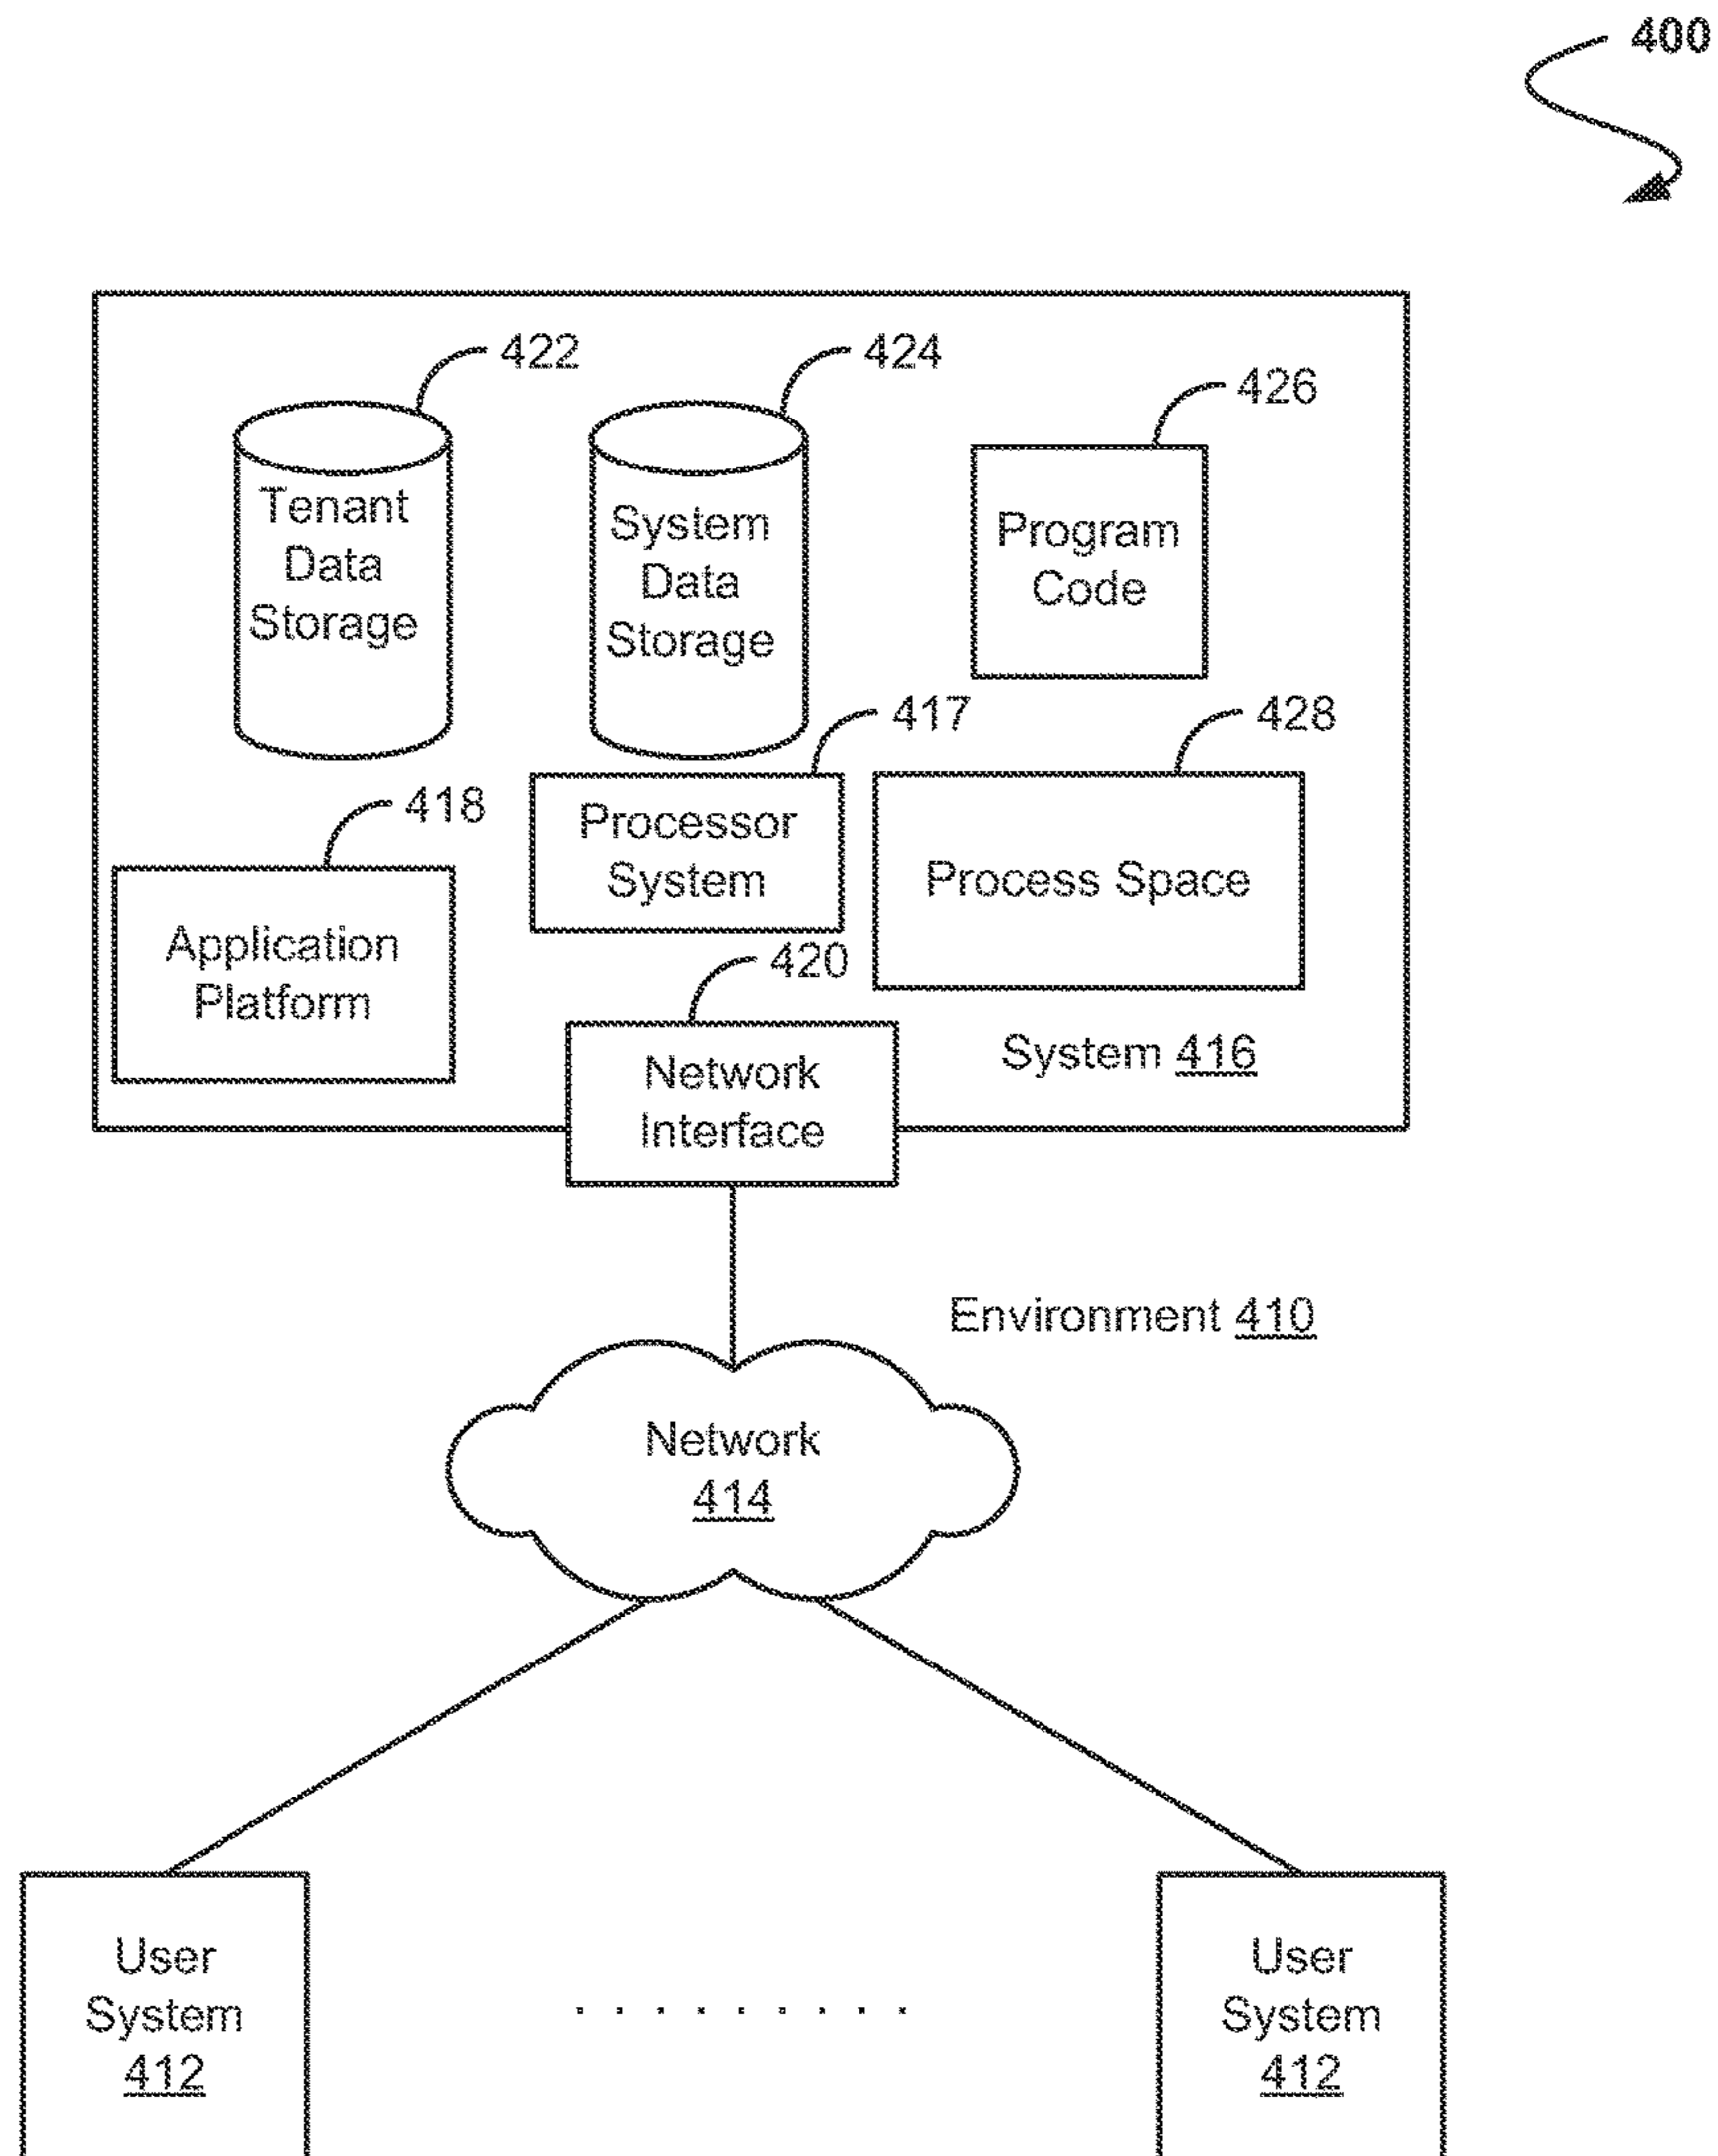 400
422
424
426
Tenant
Data
Storage
System
Data
Storage
Program
Code
417
428
418
Processor
System
Process Space
Application
Platform
420
Network
Interface
System 416
Environment 410
Network
414
User
System
412
User
System
412